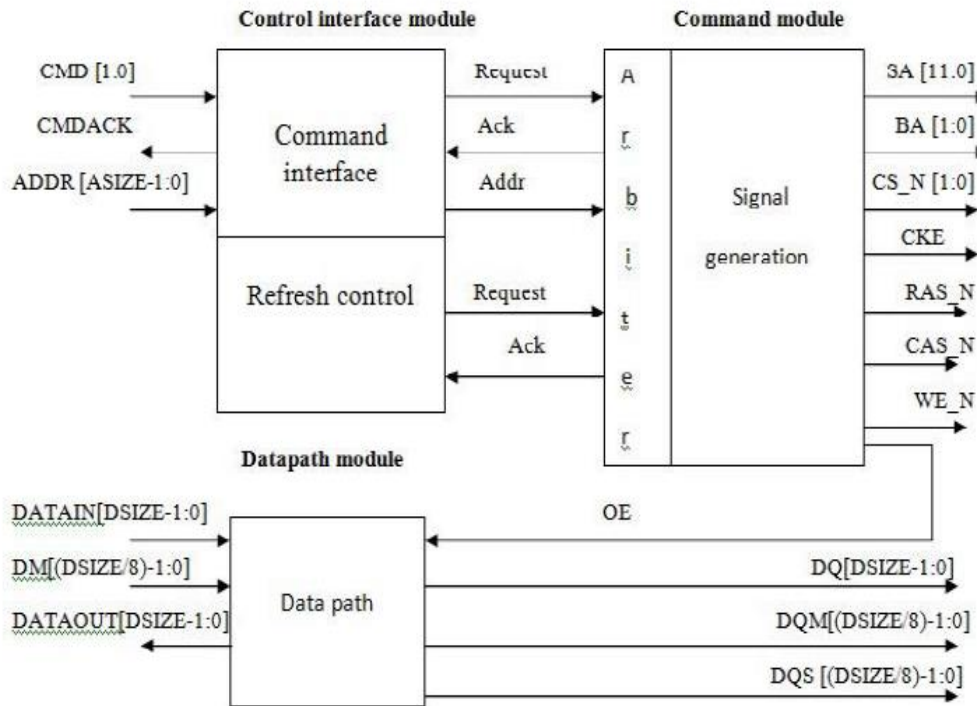 Control interface module
Command module
CMD [1.0]
CMDACK
ADDR [ASIZE-1:0]
Command
interface
Refresh control
Request
Ack
Addr
Request
Ack
A
r
b
i
t
e
r
Signal
generation
SA [11.0]
BA [1:0]
CS_N [1:0]
CKE
RAS_N
CAS_N
WE_N
Datapath module
DATAIN[DSIZE-1:0]
DM[(DSIZE/8)-1:0]
DATAOUT[DSIZE-1:0]
Data path
OE
DQ[DSIZE-1:0]
DQM[(DSIZE/8)-1:0]
DQS [(DSIZE/8)-1:0]